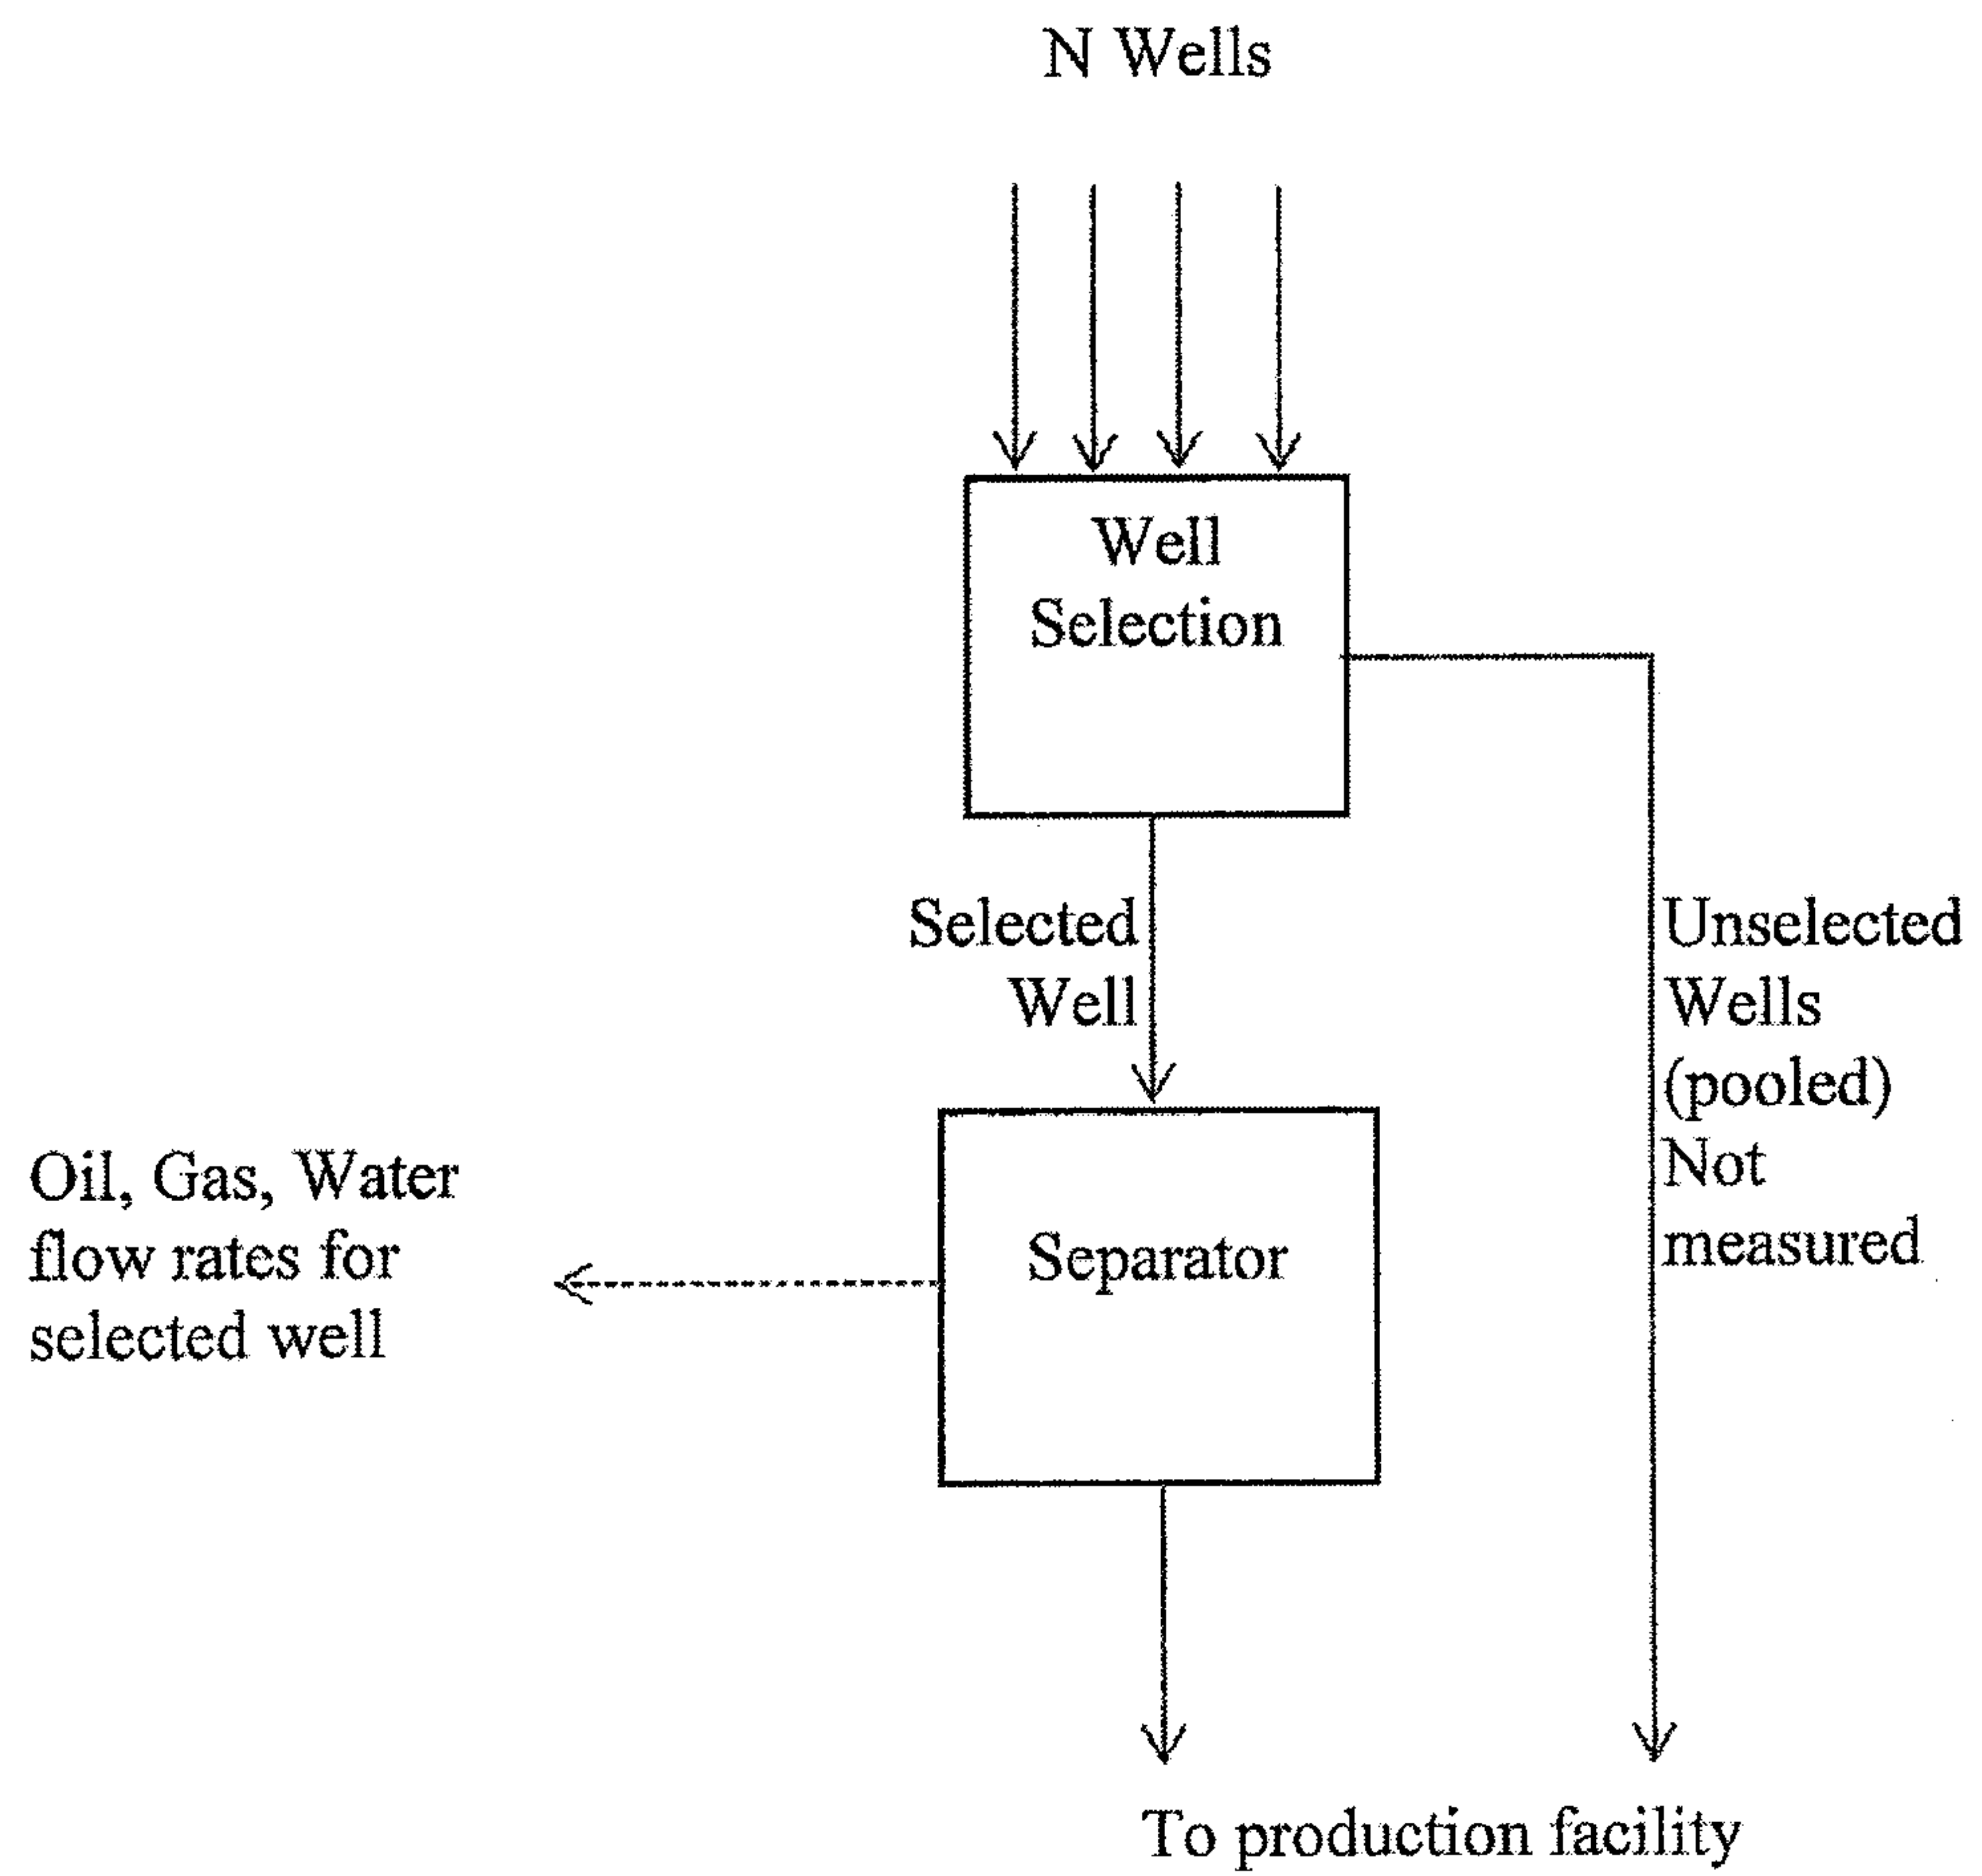 N Wells
Well
Selection
Selected
Well
Unselected
Wells
(pooled)
Not
measured
Oil, Gas, Water
flow rates for
selected well
Separator
To production facility